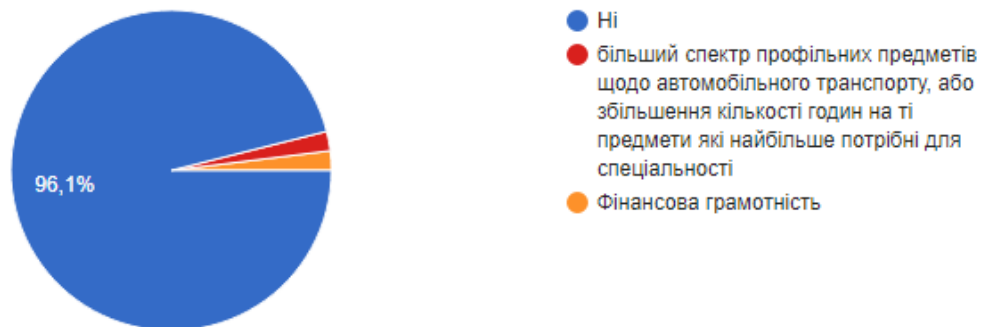 96,1%
Ні
більший спектр профільних предметів
щодо автомобільного транспорту, або
збільшення кількості годин на ті
предмети які найбільше потрібні для
спеціальності
Фінансова грамотність